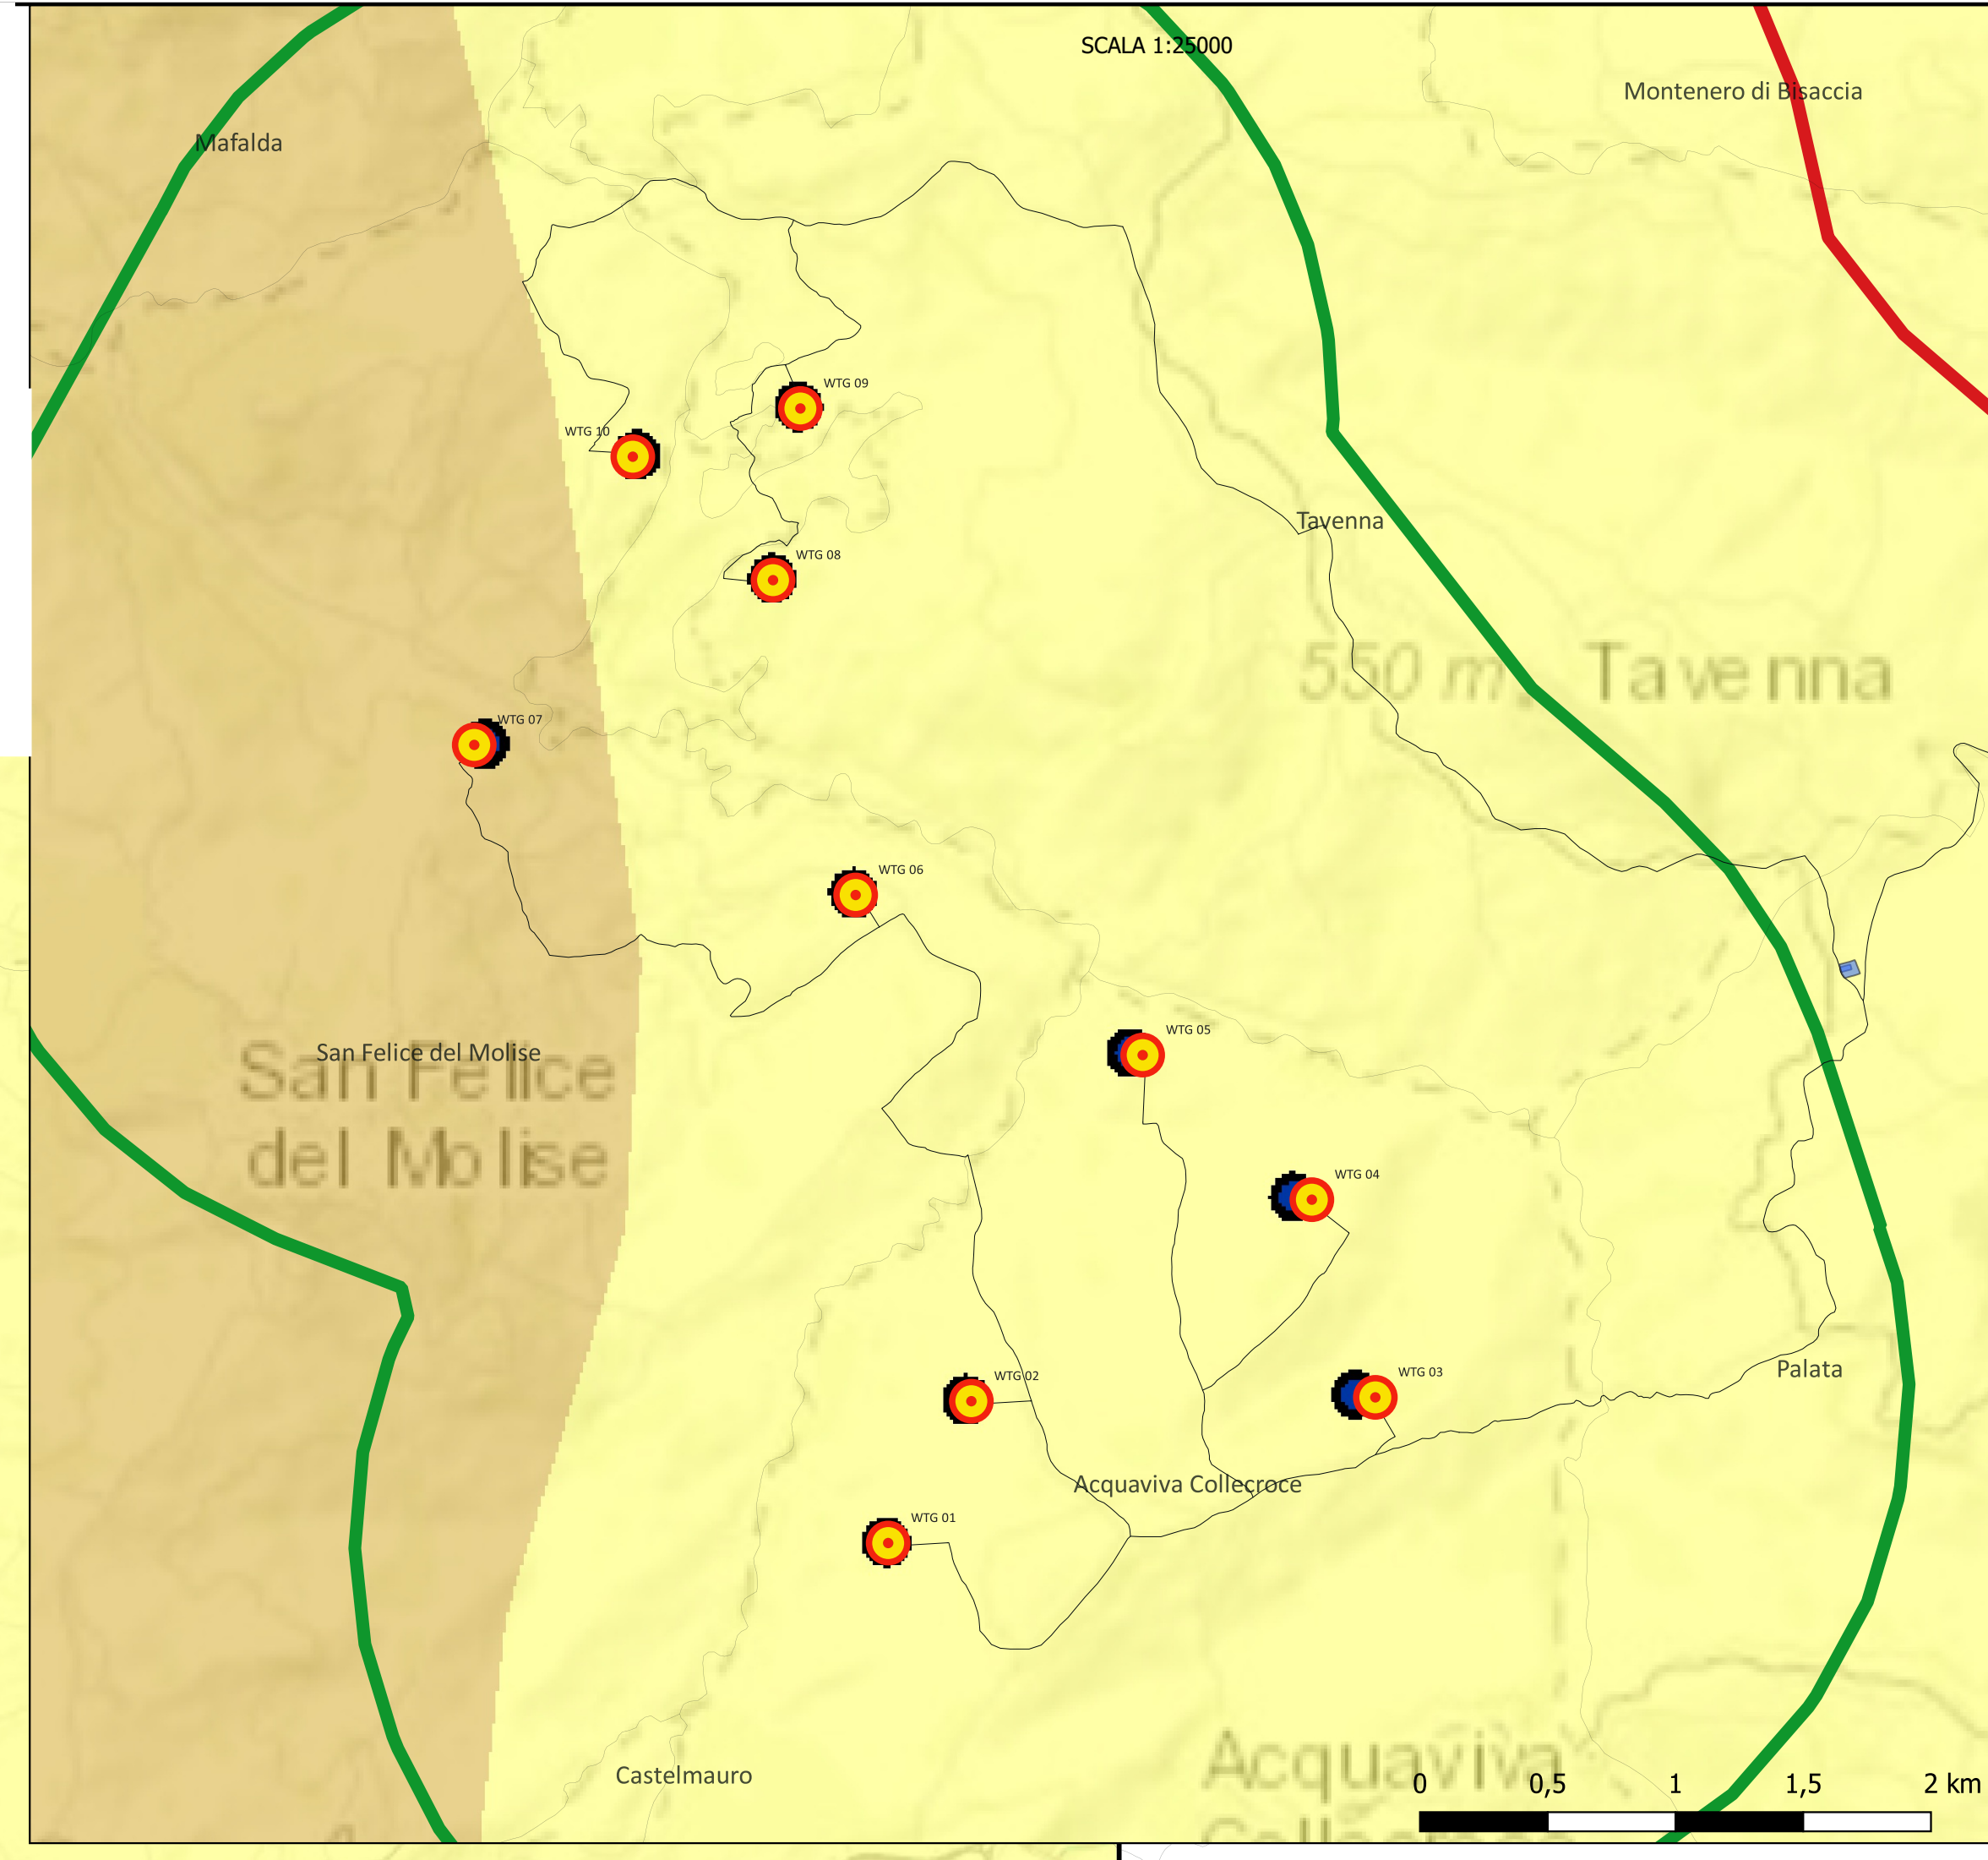 SCALA 1:25000
Montenero di Bisaccia
Mafalda
WTG 09
WTG 10
Tavenna
WTG 08
550 m Tavenna
WTG 07
WTG 06
WTG 05
San Felice del Molise
San Felice
del Molise
WTG 04
Palata
WTG 03
WTG 02
Acquaviva Collecroce
WTG 01
Castelmauro
Acquaviva
0 0,5 1 1,5 2 km
Collecroce